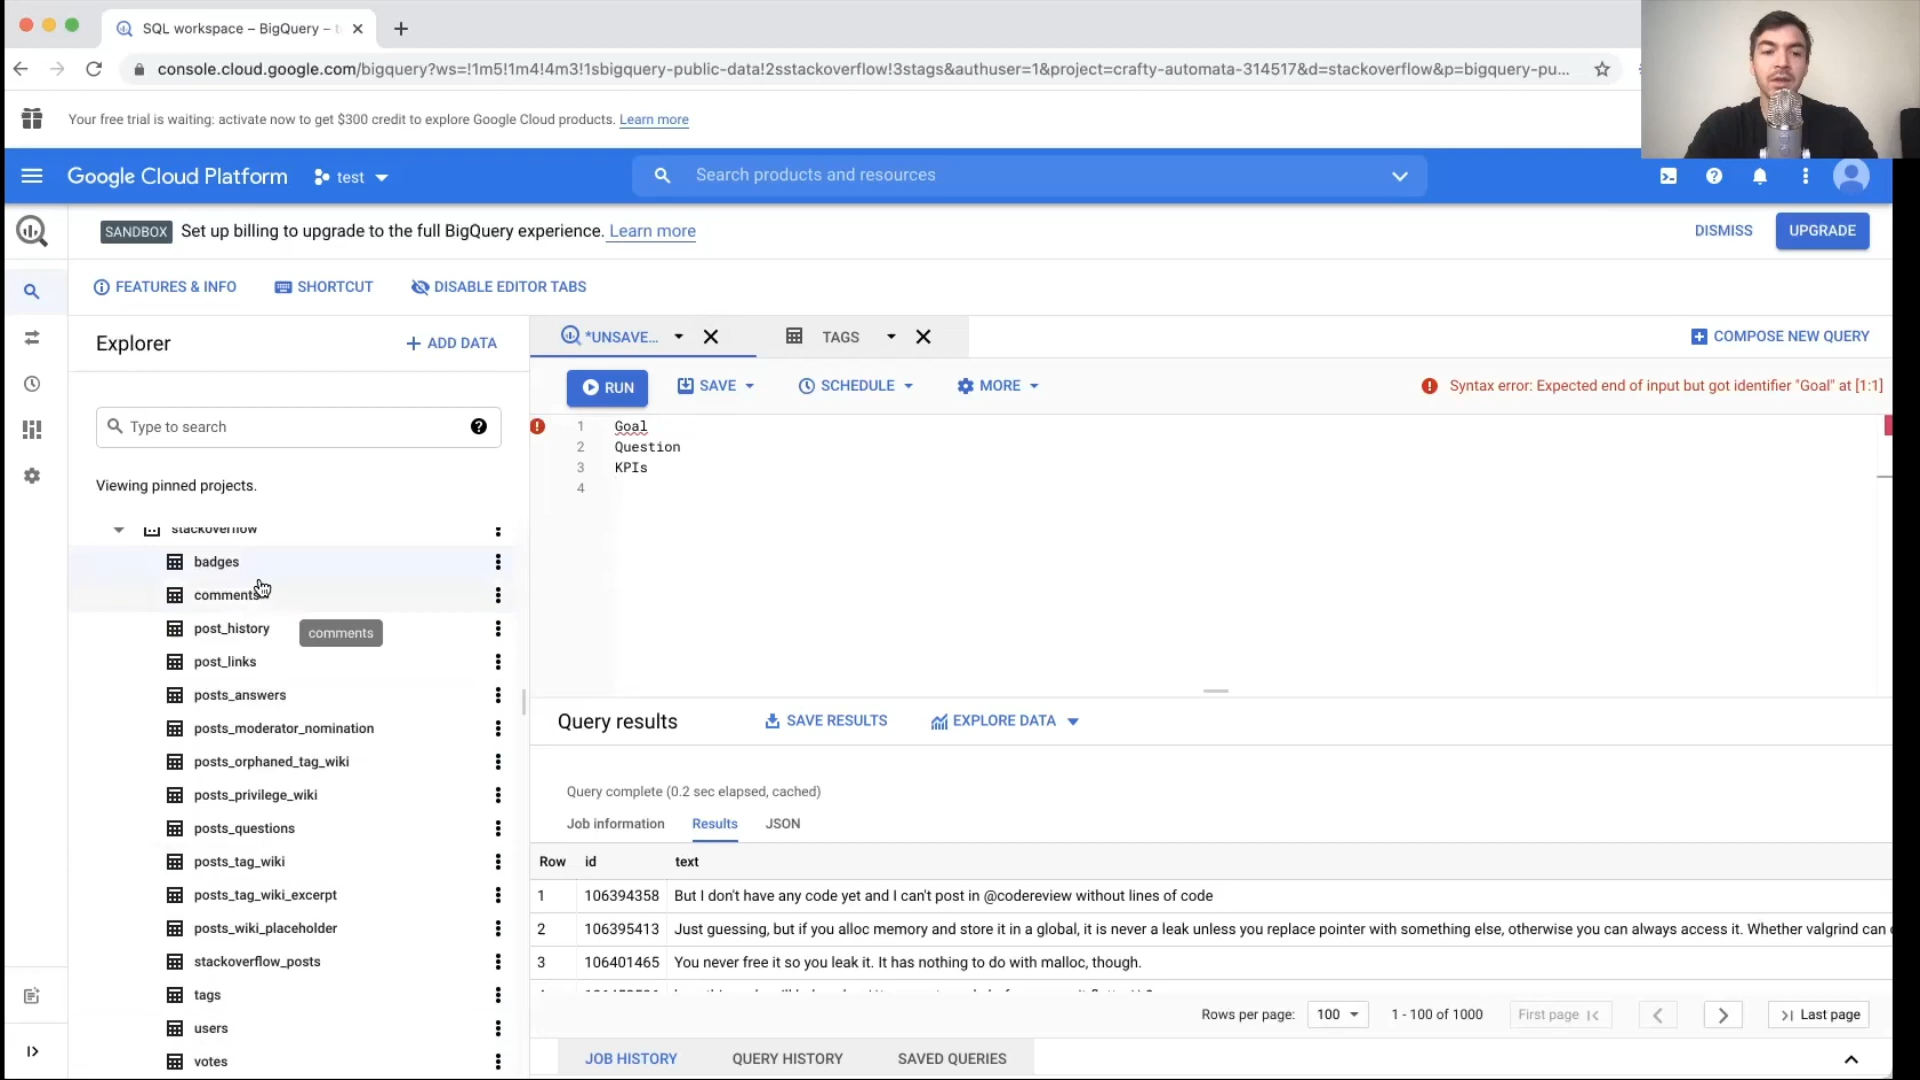 SQL workspace – BigQuery – t
console.cloud.google.com/bigquery?ws=!1m5!1m4!4m3!1sbigquery-public-data!2sstackoverflow!3stags&authuser=1&project=crafty-automata-314517&d=stackoverflow&p=bigquery-pu...
Your free trial is waiting: activate now to get $300 credit to explore Google Cloud products. Learn more
Google Cloud Platform
test
Search products and resources
SANDBOX Set up billing to upgrade to the full BigQuery experience. Learn more
DISMISS
UPGRADE
FEATURES & INFO
SHORTCUT
DISABLE EDITOR TABS
Explorer
+ ADD DATA
*UNSAVE...
TAGS
COMPOSE NEW QUERY
RUN
SAVE
SCHEDULE
MORE
Syntax error: Expected end of input but got identifier "Goal" at [1:1]
Type to search
Viewing pinned projects.
stackoverflow
badges
comments
post_history
comments
post_links
posts_answers
posts_moderator_nomination
posts_orphaned_tag_wiki
posts_privilege_wiki
posts_questions
posts_tag_wiki
posts_tag_wiki_excerpt
posts_wiki_placeholder
stackoverflow_posts
tags
users
votes
1 Goal
2 Question
3 KPIs
4
Query results
SAVE RESULTS
EXPLORE DATA
Query complete (0.2 sec elapsed, cached)
Job information
Results
JSON
Row id text
1 106394358 But I don't have any code yet and I can't post in @codereview without lines of code
2 106395413 Just guessing, but if you alloc memory and store it in a global, it is never a leak unless you replace pointer with something else, otherwise you can always access it. Whether valgrind can
3 106401465 You never free it so you leak it. It has nothing to do with malloc, though.
Rows per page: 100 1 - 100 of 1000 First page Last page
JOB HISTORY
QUERY HISTORY
SAVED QUERIES